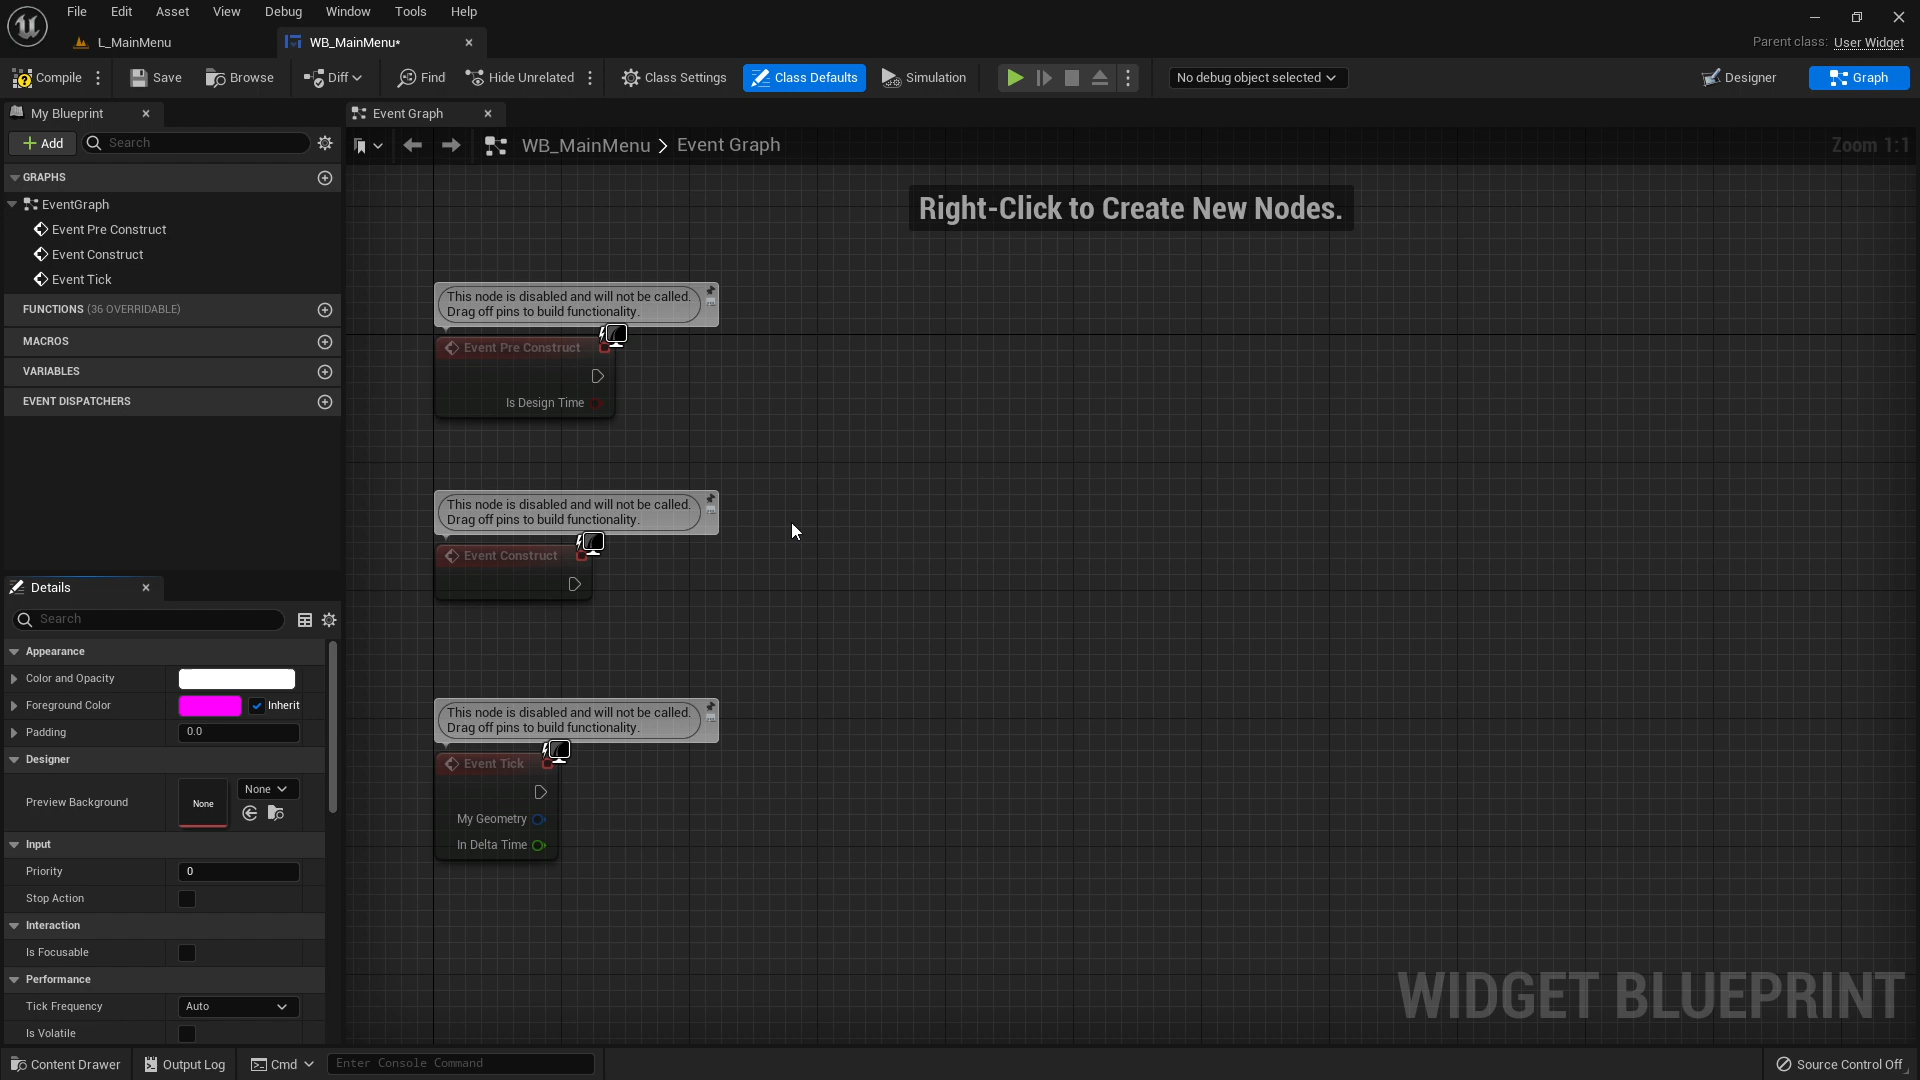 File Edit Asset View Debug Window Tools Help
L_MainMenu
WB_MainMenu*
Parent class: User Widget
Compile Save Browse Diff Find Hide Unrelated Class Settings Class Defaults Simulation No debug object selected Designer Graph
My Blueprint
Event Graph
Add Search
WB_MainMenu > Event Graph
Zoom 1:1
GRAPHS
EventGraph
Event Pre Construct
Event Construct
Event Tick
FUNCTIONS (36 OVERRIDABLE)
MACROS
VARIABLES
EVENT DISPATCHERS
Right-Click to Create New Nodes.
This node is disabled and will not be called.
Drag off pins to build functionality.
Event Pre Construct
Is Design Time
This node is disabled and will not be called.
Drag off pins to build functionality.
Event Construct
This node is disabled and will not be called.
Drag off pins to build functionality.
Event Tick
My Geometry
In Delta Time
Details
Search
Appearance
Color and Opacity
Foreground Color Inherit
Padding 0.0
Designer
Preview Background None None
Input
Priority 0
Stop Action
Interaction
Is Focusable
Performance
Tick Frequency Auto
Is Volatile
WIDGET BLUEPRINT
Content Drawer Output Log Cmd Enter Console Command Source Control Off